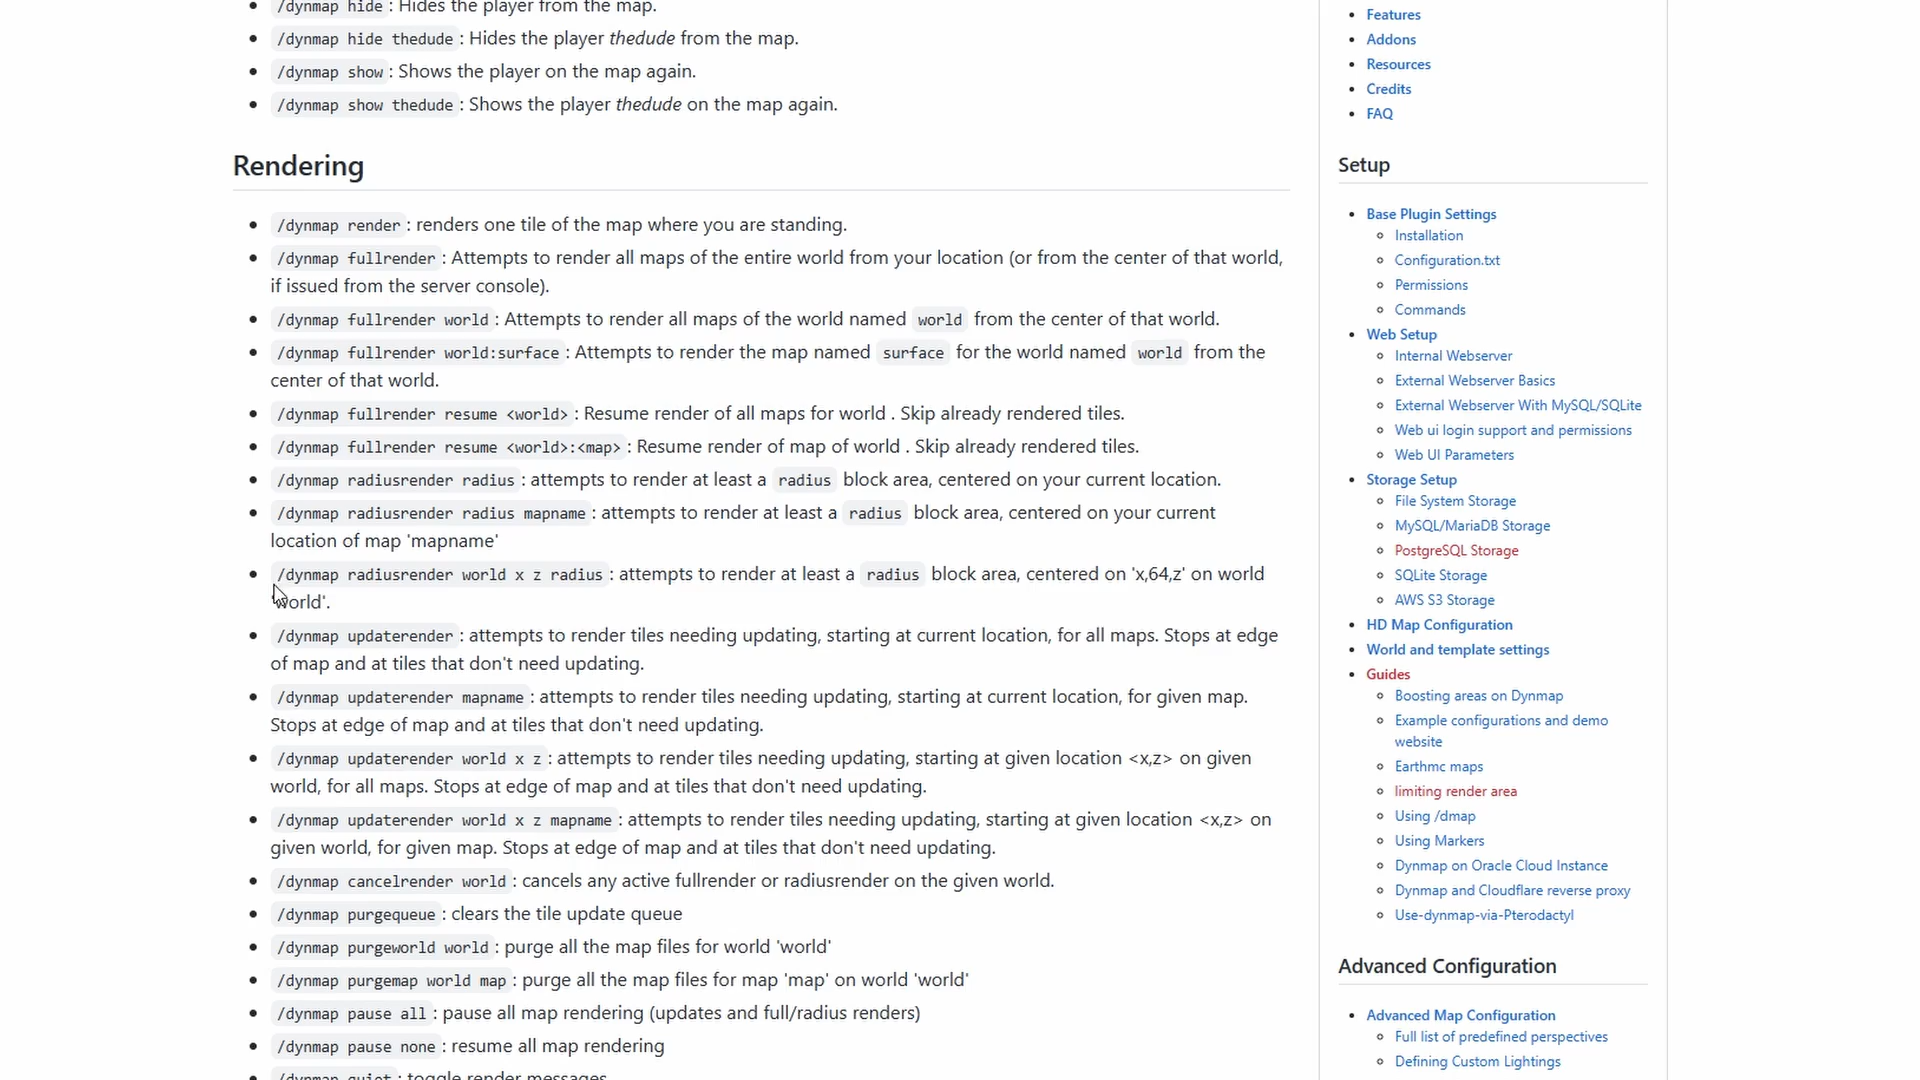 /dynmap hide : Hides the player from the map.
/dynmap hide thedude : Hides the player thedude from the map.
/dynmap show : Shows the player on the map again.
/dynmap show thedude : Shows the player thedude on the map again.
Rendering
/dynmap render : renders one tile of the map where you are standing.
/dynmap fullrender : Attempts to render all maps of the entire world from your location (or from the center of that world,
if issued from the server console).
/dynmap fullrender world : Attempts to render all maps of the world named world from the center of that world.
/dynmap fullrender world:surface : Attempts to render the map named surface for the world named world from the
center of that world.
/dynmap fullrender resume <world> : Resume render of all maps for world . Skip already rendered tiles.
/dynmap fullrender resume <world>:<map> : Resume render of map of world . Skip already rendered tiles.
/dynmap radiusrender radius : attempts to render at least a radius block area, centered on your current location.
/dynmap radiusrender radius mapname : attempts to render at least a radius block area, centered on your current
location of map 'mapname'
/dynmap radiusrender world x z radius : attempts to render at least a radius block area, centered on 'x,64,z' on world
'world'.
/dynmap updaterender : attempts to render tiles needing updating, starting at current location, for all maps. Stops at edge
of map and at tiles that don't need updating.
/dynmap updaterender mapname : attempts to render tiles needing updating, starting at current location, for given map.
Stops at edge of map and at tiles that don't need updating.
/dynmap updaterender world x z : attempts to render tiles needing updating, starting at given location <x,z> on given
world, for all maps. Stops at edge of map and at tiles that don't need updating.
/dynmap updaterender world x z mapname : attempts to render tiles needing updating, starting at given location <x,z> on
given world, for given map. Stops at edge of map and at tiles that don't need updating.
/dynmap cancelrender world : cancels any active fullrender or radiusrender on the given world.
/dynmap purgequeue : clears the tile update queue
/dynmap purgeworld world : purge all the map files for world 'world'
/dynmap purgemap world map : purge all the map files for map 'map' on world 'world'
/dynmap pause all : pause all map rendering (updates and full/radius renders)
/dynmap pause none : resume all map rendering
/dynmap quiet : toggle render messages
Features
Addons
Resources
Credits
FAQ
Setup
Base Plugin Settings
Installation
Configuration.txt
Permissions
Commands
Web Setup
Internal Webserver
External Webserver Basics
External Webserver With MySQL/SQLite
Web ui login support and permissions
Web UI Parameters
Storage Setup
File System Storage
MySQL/MariaDB Storage
PostgreSQL Storage
SQLite Storage
AWS S3 Storage
HD Map Configuration
World and template settings
Guides
Boosting areas on Dynmap
Example configurations and demo
website
Earthmc maps
limiting render area
Using /dmap
Using Markers
Dynmap on Oracle Cloud Instance
Dynmap and Cloudflare reverse proxy
Use-dynmap-via-Pterodactyl
Advanced Configuration
Advanced Map Configuration
Full list of predefined perspectives
Defining Custom Lightings